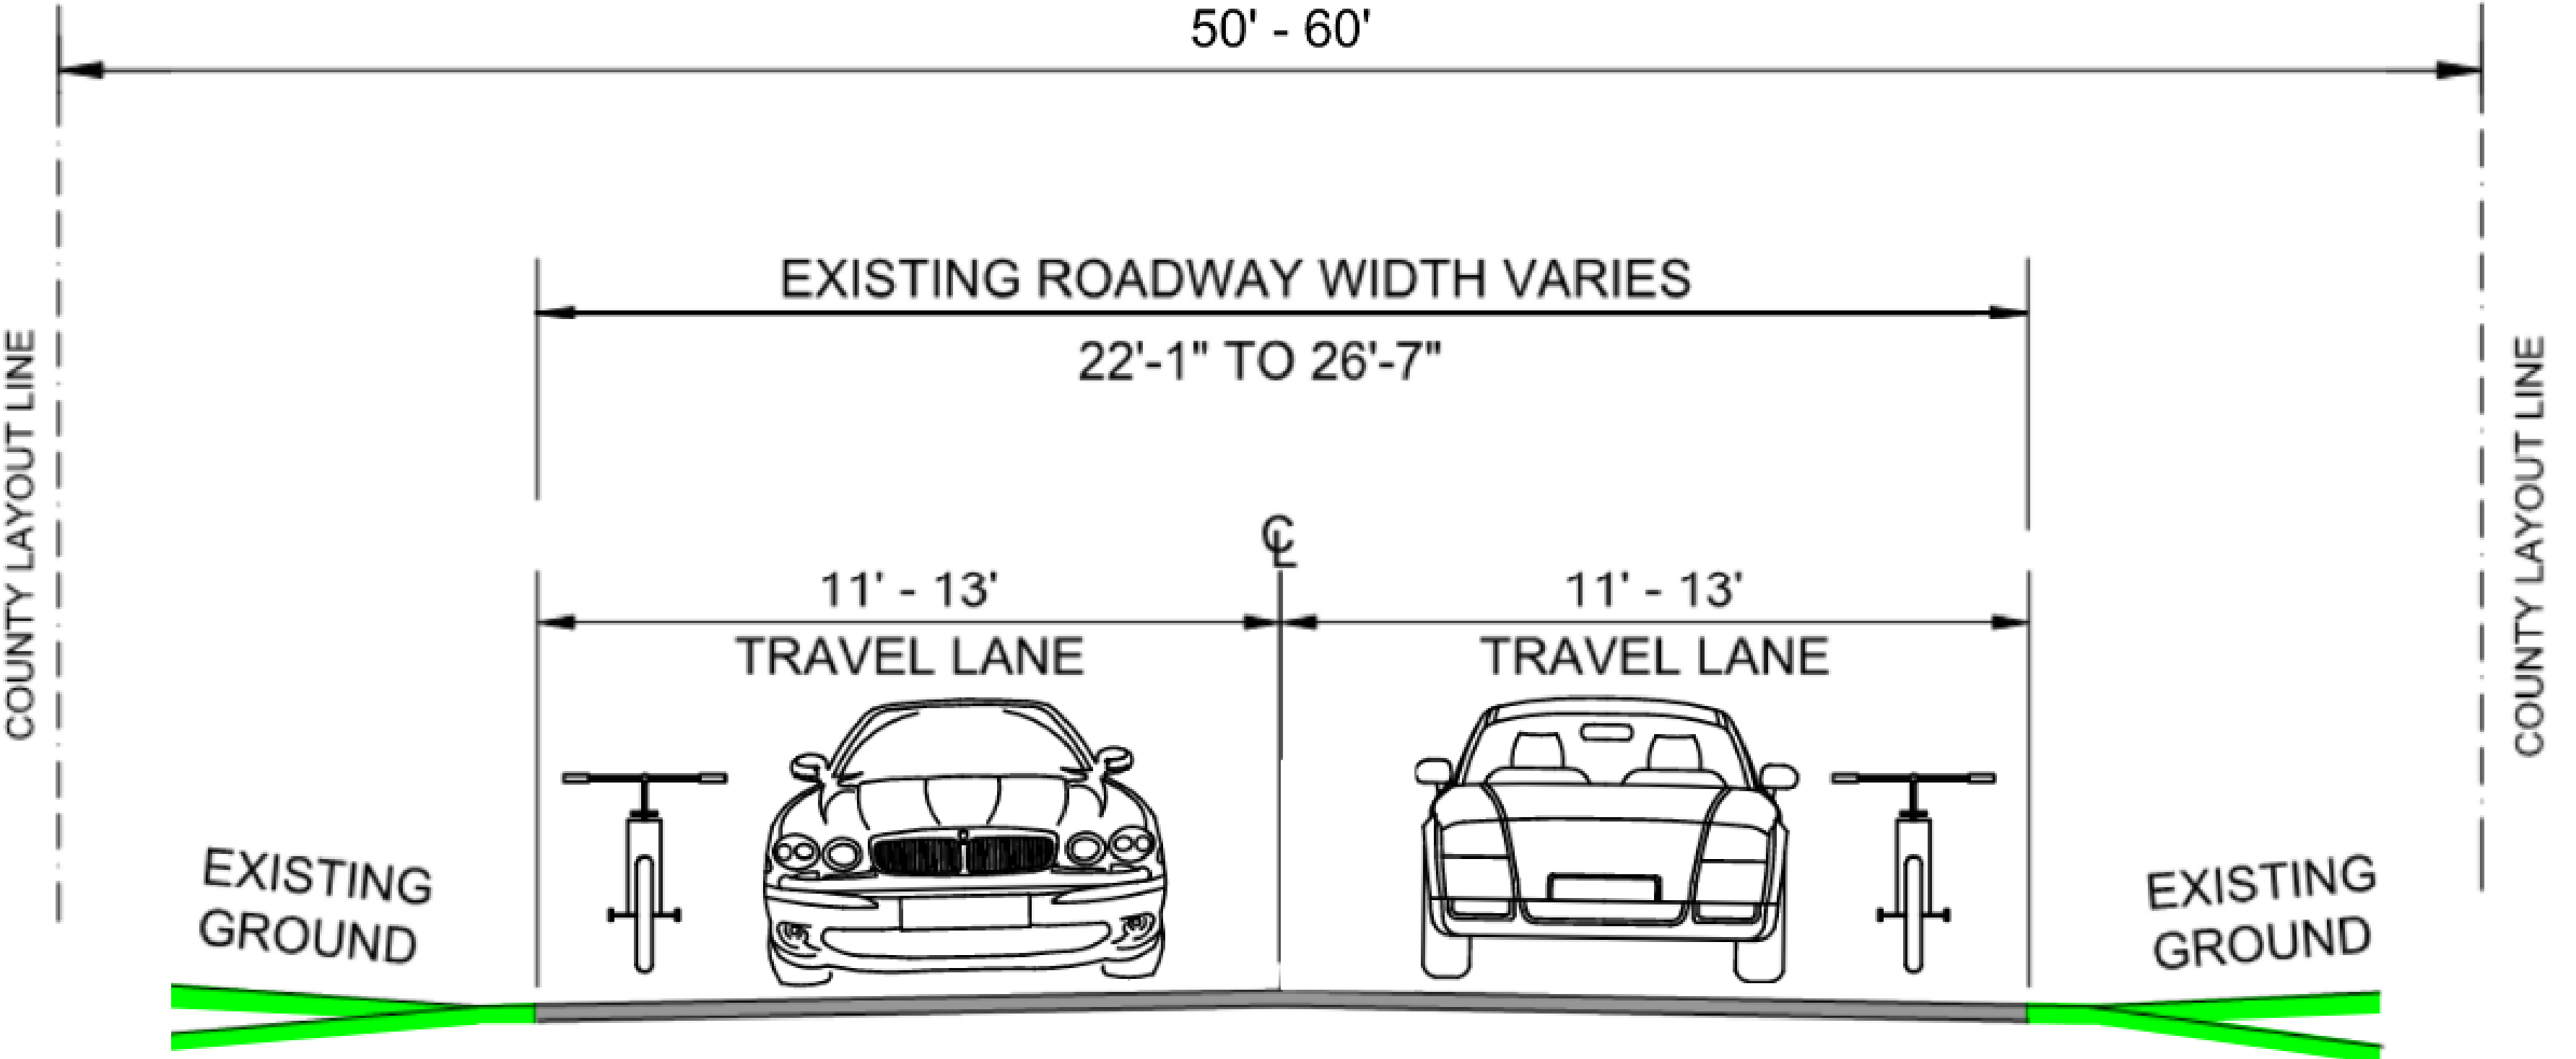 50' - 60'
EXISTING ROADWAY WIDTH VARIES
22'-1" TO 26'-7"
COUNTY LAYOUT LINE
COUNTY LAYOUT LINE
℄
11' - 13'
11' - 13'
TRAVEL LANE
TRAVEL LANE
EXISTING
GROUND
EXISTING
GROUND